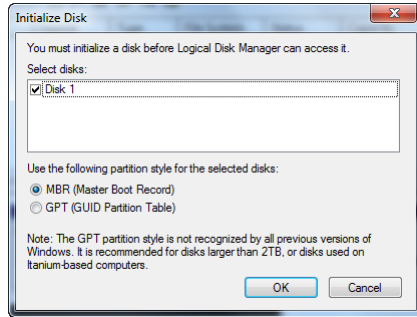 Initialize Disk
You must initialize a disk before Logical Disk Manager can access it.
Select disks:
Disk 1
Use the following partition style for the selected disks:
MBR (Master Boot Record)
GPT (GUID Partition Table)
Note: The GPT partition style is not recognized by all previous versions of
Windows. It is recommended for disks larger than 2TB, or disks used on
Itanium-based computers.
OK Cancel